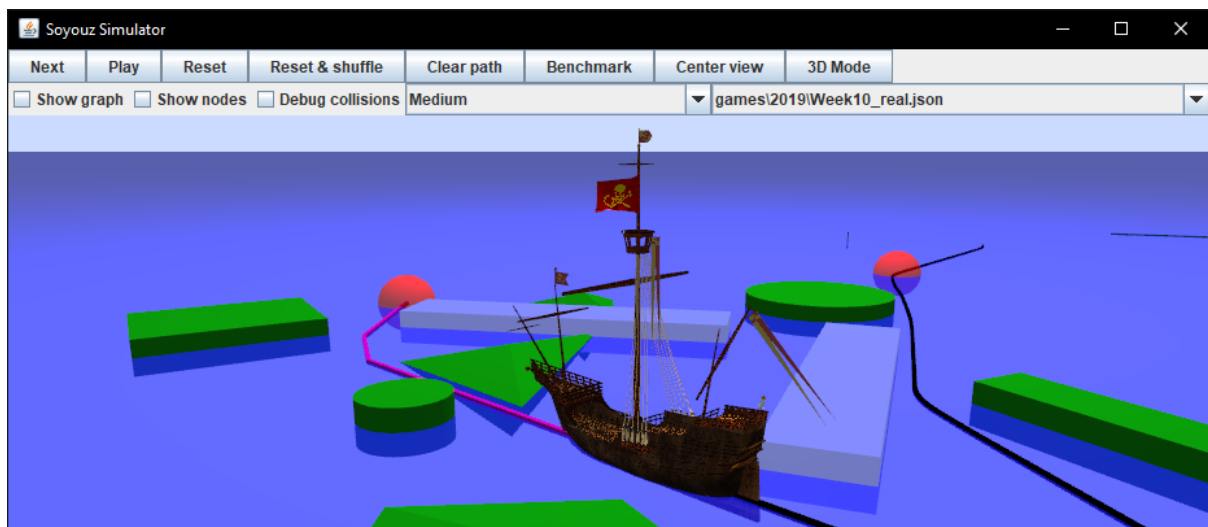 Soyouz Simulator
Next Play Reset Reset & shuffle Clear path Benchmark Center view 3D Mode
Show graph Show nodes Debug collisions Medium games\2019\Week10_real.json